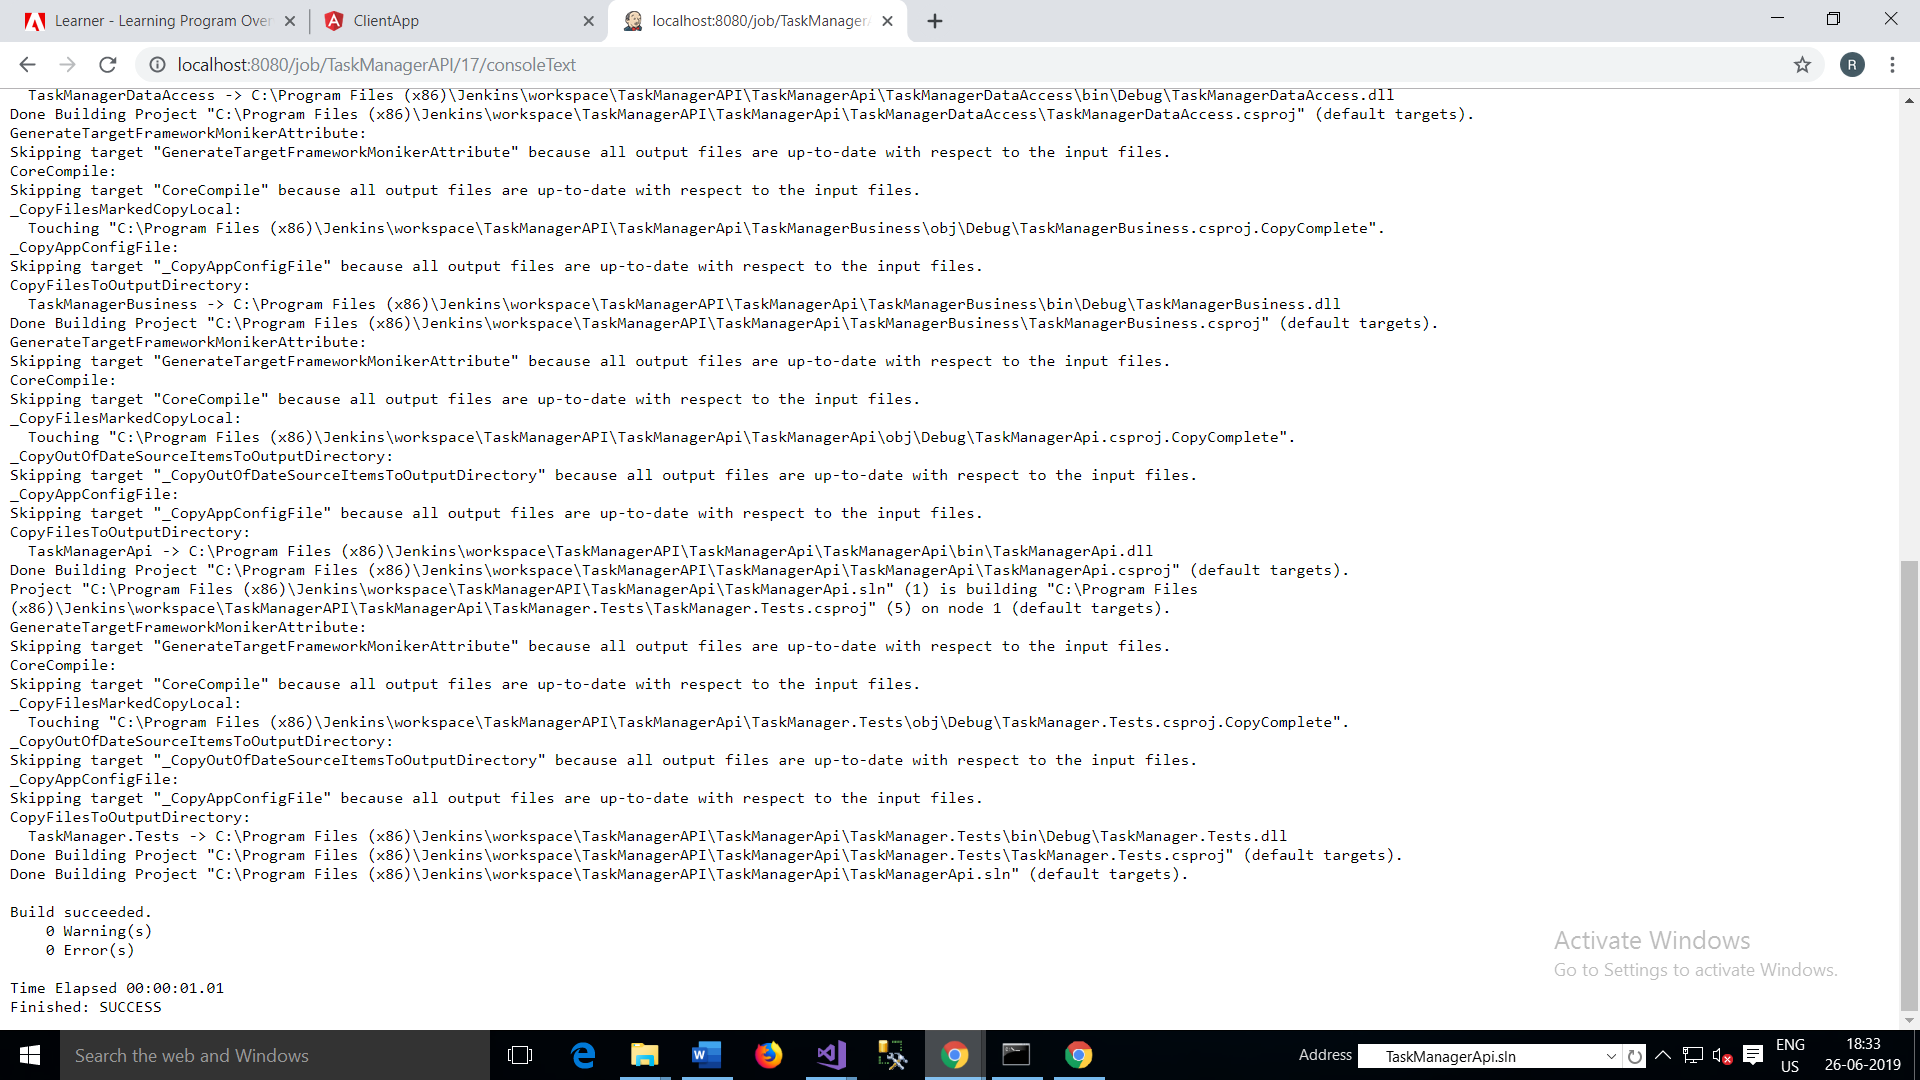 Learner - Learning Program Over
ClientApp
localhost:8080/job/TaskManager
localhost:8080/job/TaskManagerAPI/17/consoleText
R
TaskManagerDataAccess -> C:\Program Files (x86)\Jenkins\workspace\TaskManagerAPI\TaskManagerApi\TaskManagerDataAccess\bin\Debug\TaskManagerDataAccess.dll
Done Building Project "C:\Program Files (x86)\Jenkins\workspace\TaskManagerAPI\TaskManagerApi\TaskManagerDataAccess\TaskManagerDataAccess.csproj" (default targets).
GenerateTargetFrameworkMonikerAttribute:
Skipping target "GenerateTargetFrameworkMonikerAttribute" because all output files are up-to-date with respect to the input files.
CoreCompile:
Skipping target "CoreCompile" because all output files are up-to-date with respect to the input files.
_CopyFilesMarkedCopyLocal:
Touching "C:\Program Files (x86)\Jenkins\workspace\TaskManagerAPI\TaskManagerApi\TaskManagerBusiness\obj\Debug\TaskManagerBusiness.csproj.CopyComplete".
_CopyAppConfigFile:
Skipping target "_CopyAppConfigFile" because all output files are up-to-date with respect to the input files.
CopyFilesToOutputDirectory:
TaskManagerBusiness -> C:\Program Files (x86)\Jenkins\workspace\TaskManagerAPI\TaskManagerApi\TaskManagerBusiness\bin\Debug\TaskManagerBusiness.dll
Done Building Project "C:\Program Files (x86)\Jenkins\workspace\TaskManagerAPI\TaskManagerApi\TaskManagerBusiness\TaskManagerBusiness.csproj" (default targets).
GenerateTargetFrameworkMonikerAttribute:
Skipping target "GenerateTargetFrameworkMonikerAttribute" because all output files are up-to-date with respect to the input files.
CoreCompile:
Skipping target "CoreCompile" because all output files are up-to-date with respect to the input files.
_CopyFilesMarkedCopyLocal:
Touching "C:\Program Files (x86)\Jenkins\workspace\TaskManagerAPI\TaskManagerApi\TaskManagerApi\obj\Debug\TaskManagerApi.csproj.CopyComplete".
_CopyOutOfDateSourceItemsToOutputDirectory:
Skipping target "_CopyOutOfDateSourceItemsToOutputDirectory" because all output files are up-to-date with respect to the input files.
_CopyAppConfigFile:
Skipping target "_CopyAppConfigFile" because all output files are up-to-date with respect to the input files.
CopyFilesToOutputDirectory:
TaskManagerApi -> C:\Program Files (x86)\Jenkins\workspace\TaskManagerAPI\TaskManagerApi\TaskManagerApi\bin\TaskManagerApi.dll
Done Building Project "C:\Program Files (x86)\Jenkins\workspace\TaskManagerAPI\TaskManagerApi\TaskManagerApi\TaskManagerApi.csproj" (default targets).
Project "C:\Program Files (x86)\Jenkins\workspace\TaskManagerAPI\TaskManagerApi\TaskManagerApi.sln" (1) is building "C:\Program Files
(x86)\Jenkins\workspace\TaskManagerAPI\TaskManagerApi\TaskManager.Tests\TaskManager.Tests.csproj" (5) on node 1 (default targets).
GenerateTargetFrameworkMonikerAttribute:
Skipping target "GenerateTargetFrameworkMonikerAttribute" because all output files are up-to-date with respect to the input files.
CoreCompile:
Skipping target "CoreCompile" because all output files are up-to-date with respect to the input files.
_CopyFilesMarkedCopyLocal:
Touching "C:\Program Files (x86)\Jenkins\workspace\TaskManagerAPI\TaskManagerApi\TaskManager.Tests\obj\Debug\TaskManager.Tests.csproj.CopyComplete".
_CopyOutOfDateSourceItemsToOutputDirectory:
Skipping target "_CopyOutOfDateSourceItemsToOutputDirectory" because all output files are up-to-date with respect to the input files.
_CopyAppConfigFile:
Skipping target "_CopyAppConfigFile" because all output files are up-to-date with respect to the input files.
CopyFilesToOutputDirectory:
TaskManager.Tests -> C:\Program Files (x86)\Jenkins\workspace\TaskManagerAPI\TaskManagerApi\TaskManager.Tests\bin\Debug\TaskManager.Tests.dll
Done Building Project "C:\Program Files (x86)\Jenkins\workspace\TaskManagerAPI\TaskManagerApi\TaskManager.Tests\TaskManager.Tests.csproj" (default targets).
Done Building Project "C:\Program Files (x86)\Jenkins\workspace\TaskManagerAPI\TaskManagerApi\TaskManagerApi.sln" (default targets).
Build succeeded.
0 Warning(s)
0 Error(s)
Time Elapsed 00:00:01.01
Finished: SUCCESS
Activate Windows
Go to Settings to activate Windows.
Search the web and Windows
Address
TaskManagerApi.sln
ENG
US
18:33
26-06-2019